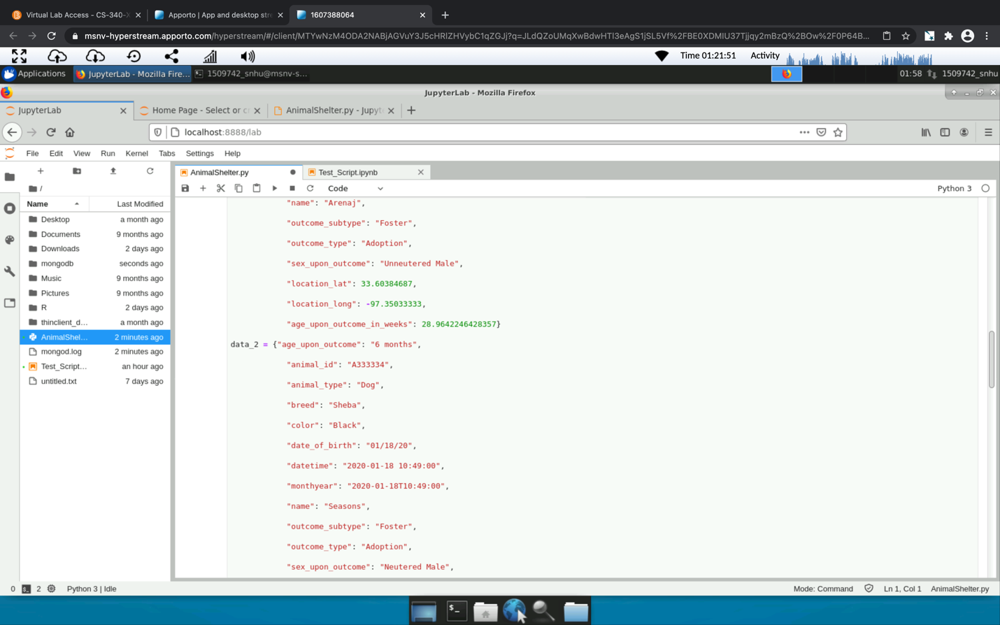 Virtual Lab Access - CS-340-X
Apporto | App and desktop stre
1607388064
msnv-hyperstream.apporto.com/hyperstream/#/client/MTYwNzM4ODA2NABjAGVuY3J5cHRlZHVybC1qZGJj?q=JLdQZoUMqXwBdwHTl3eAgS1jSL5Vf%2FBE0XDMIU37Tjjqy2mBzQ%2BOw%2F0P64B...
Time 01:21:51
Activity
Applications
JupyterLab - Mozilla Fire...
1509742_snhu@msnv-s...
01:58
1509742_snhu
JupyterLab - Mozilla Firefox
JupyterLab
Home Page - Select or cr
AnimalShelter.py - Jupyte
localhost:8888/lab
File
Edit
View
Run
Kernel
Tabs
Settings
Help
AnimalShelter.py
Test_Script.ipynb
/
Code
Python 3
Name
Last Modified
Desktop a month ago
Documents 9 months ago
Downloads 2 days ago
mongodb seconds ago
Music 9 months ago
Pictures 9 months ago
R 2 days ago
thinclient_d... a month ago
AnimalShel... 2 minutes ago
mongod.log 2 minutes ago
Test_Script... an hour ago
untitled.txt 7 days ago
"name": "Arenaj",
"outcome_subtype": "Foster",
"outcome_type": "Adoption",
"sex_upon_outcome": "Unneutered Male",
"location_lat": 33.60384687,
"location_long": -97.35033333,
"age_upon_outcome_in_weeks": 28.9642246428357}
data_2 = {"age_upon_outcome": "6 months",
"animal_id": "A333334",
"animal_type": "Dog",
"breed": "Sheba",
"color": "Black",
"date_of_birth": "01/18/20",
"datetime": "2020-01-18 10:49:00",
"monthyear": "2020-01-18T10:49:00",
"name": "Seasons",
"outcome_subtype": "Foster",
"outcome_type": "Adoption",
"sex_upon_outcome": "Neutered Male",
0
2
Python 3 | Idle
Mode: Command
Ln 1, Col 1
AnimalShelter.py